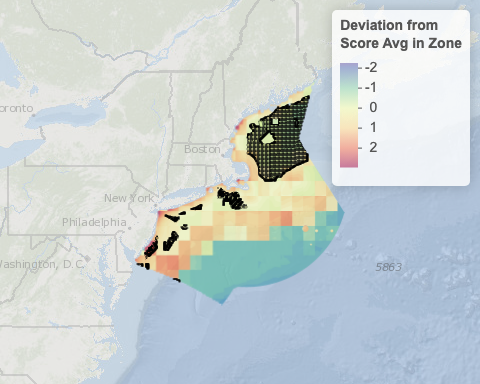 Deviation from
Score Avg in Zone
-2
-1
0
1
2
oronto
Boston
New York
Philadelphia
Washington, D.C.
5863